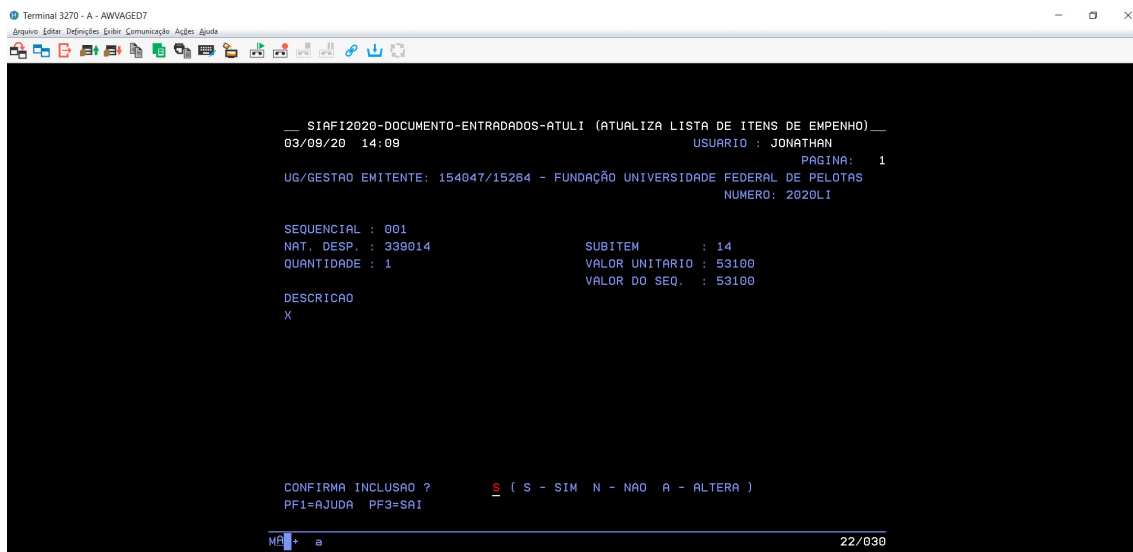 Terminal 3270 - A - AWVAGED7
Arquivo Editar Definições Exibir Comunicação Ações Ajuda
__ SIAFI2020-DOCUMENTO-ENTRADADOS-ATULI (ATUALIZA LISTA DE ITENS DE EMPENHO)__
03/09/20 14:09 USUARIO : JONATHAN
PAGINA: 1
UG/GESTAO EMITENTE: 154047/15264 - FUNDAÇÃO UNIVERSIDADE FEDERAL DE PELOTAS
NUMERO: 2020LI
SEQUENCIAL : 001
NAT. DESP. : 339014 SUBITEM : 14
QUANTIDADE : 1 VALOR UNITARIO : 53100
VALOR DO SEQ. : 53100
DESCRICAO
X
CONFIRMA INCLUSAO ? S ( S - SIM N - NAO A - ALTERA )
PF1=AJUDA PF3=SAI
MA + a 22/030